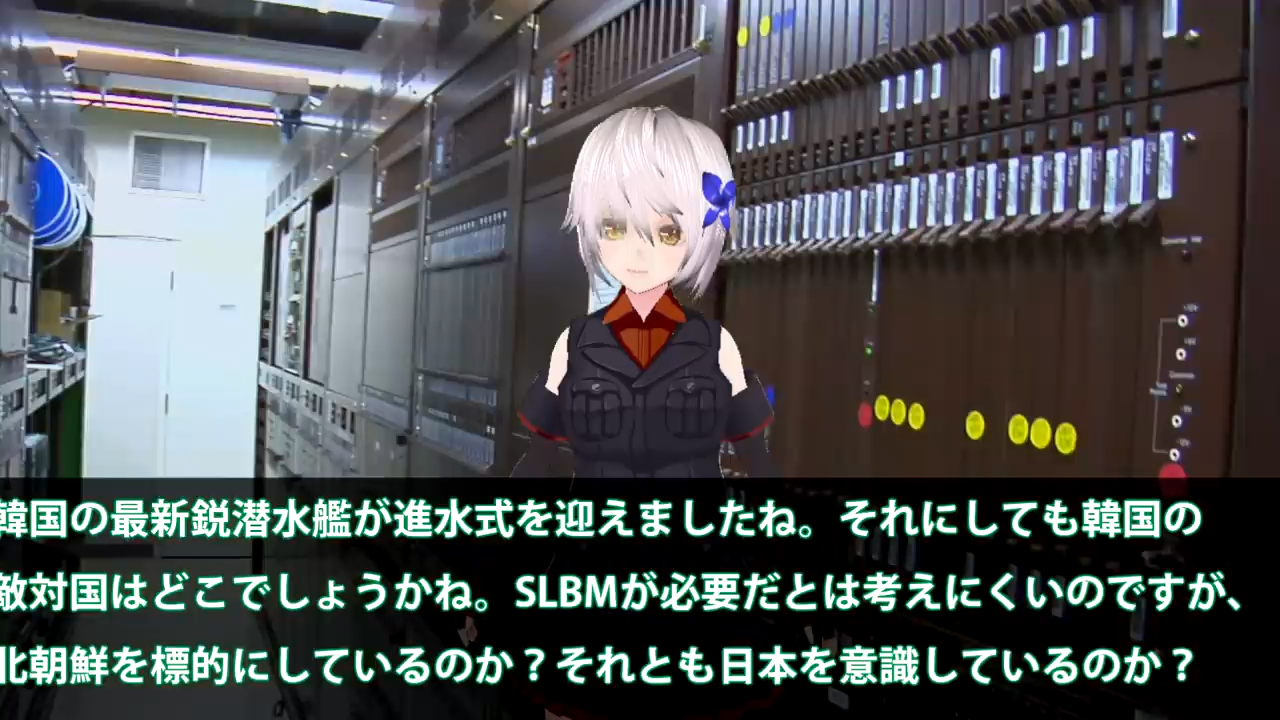 韓国の最新鋭潜水艦が進水式を迎えましたね。それにしても韓国の
敵対国はどこでしょうかね。SLBMが必要だとは考えにくいのですが、
北朝鮮を標的にしているのか？それとも日本を意識しているのか？